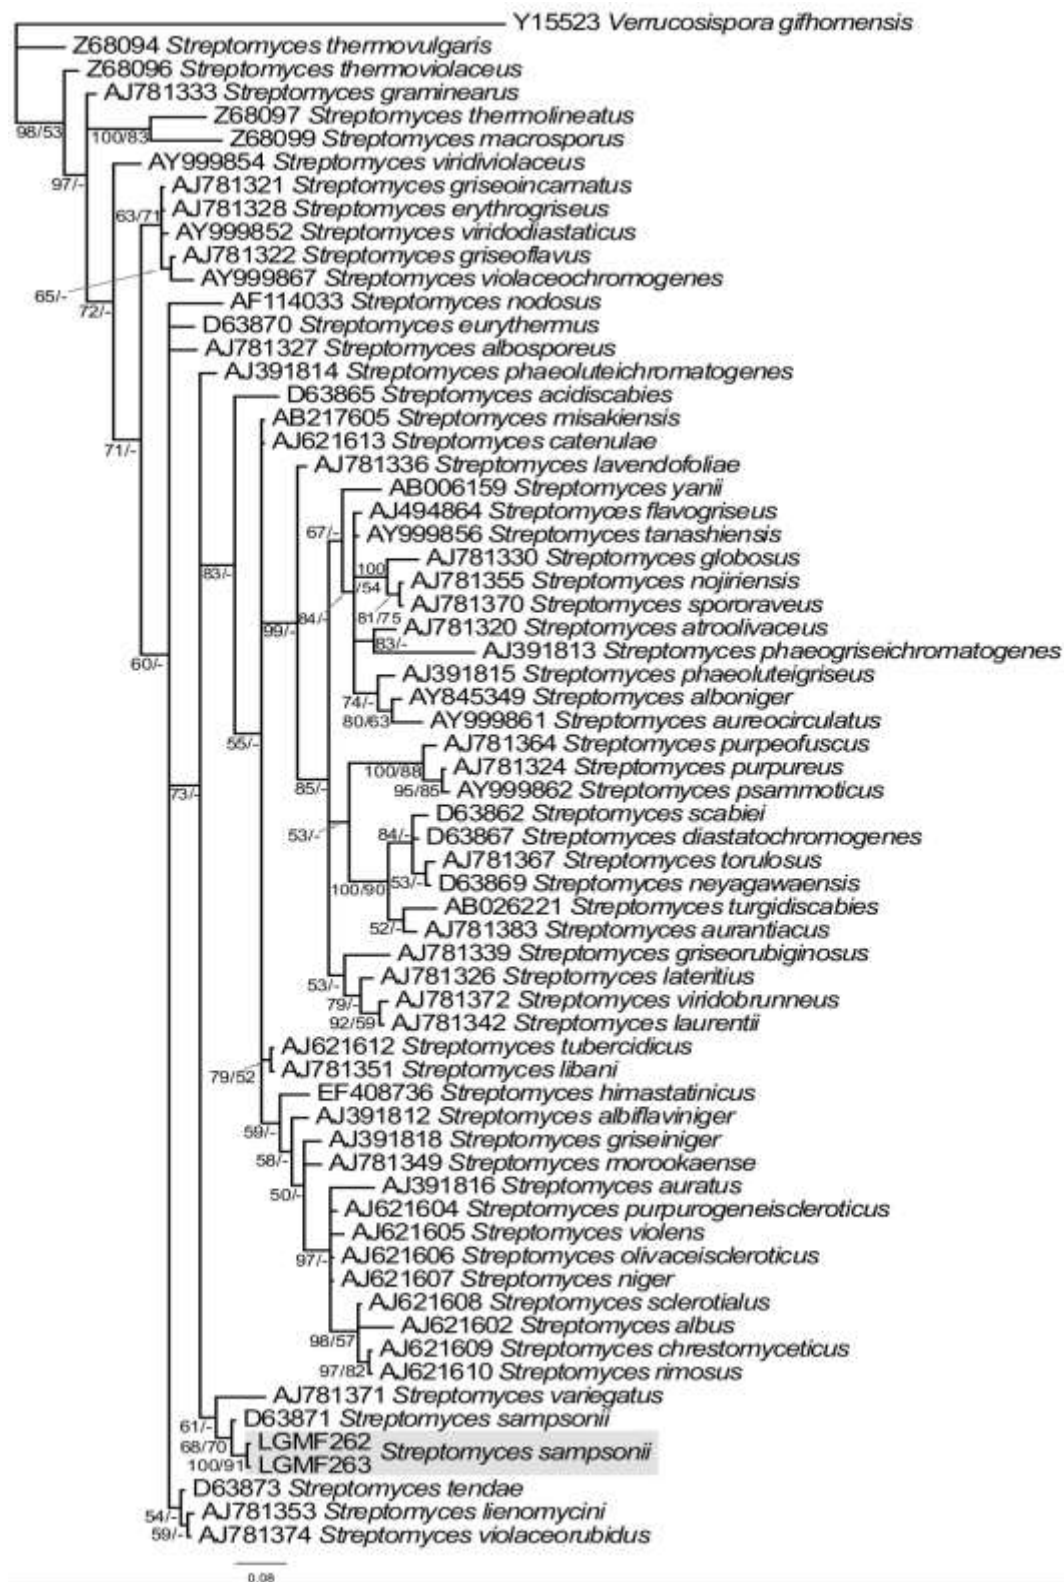 Y15523 Verrucosispora gifhornensis
Z68094 Streptomyces thermovulgaris
Z68096 Streptomyces thermoviolaceus
AJ781333 Streptomyces graminearus
Z68097 Streptomyces thermolineatus
98/53
100/83
Z68099 Streptomyces macrosporus
AY999854 Streptomyces viridiviolaceus
97/-
AJ781321 Streptomyces griseoincarnatus
63/71
AJ781328 Streptomyces erythrogriseus
AY999852 Streptomyces viridodiastaticus
AJ781322 Streptomyces griseoflavus
AY999867 Streptomyces violaceochromogenes
65/-
AF114033 Streptomyces nodosus
72/-
D63870 Streptomyces eurythermus
AJ781327 Streptomyces albosporeus
AJ391814 Streptomyces phaeoluteichromatogenes
D63865 Streptomyces acidiscabies
AB217605 Streptomyces misakiensis
AJ621613 Streptomyces catenulae
71/-
AJ781336 Streptomyces lavendofoliae
AB006159 Streptomyces yanii
AJ494864 Streptomyces flavogriseus
67/-
AY999856 Streptomyces tanashiensis
AJ781330 Streptomyces globosus
83/-
100
/54
AJ781355 Streptomyces nojiriensis
AJ781370 Streptomyces spororaveus
84/-
81/75
99/-
AJ781320 Streptomyces atroolivaceus
83/-
AJ391813 Streptomyces phaeogriseichromatogenes
60/-
AJ391815 Streptomyces phaeoluteigriseus
74/-
AY845349 Streptomyces alboniger
80/63
AY999861 Streptomyces aureocirculatus
55/-
AJ781364 Streptomyces purpeofuscus
100/88
AJ781324 Streptomyces purpureus
73/-
85/-
95/85
AY999862 Streptomyces psammoticus
D63862 Streptomyces scabiei
53/-
84/-
D63867 Streptomyces diastatochromogenes
AJ781367 Streptomyces torulosus
100/90
53/-
D63869 Streptomyces neyagawaensis
AB026221 Streptomyces turgidiscabies
52/-
AJ781383 Streptomyces aurantiacus
AJ781339 Streptomyces griseorubiginosus
53/-
AJ781326 Streptomyces lateritius
79/-
AJ781372 Streptomyces viridobrunneus
92/59
AJ781342 Streptomyces laurentii
AJ621612 Streptomyces tubercidicus
79/52
AJ781351 Streptomyces libani
EF408736 Streptomyces himastatinicus
AJ391812 Streptomyces albiflaviniger
59/-
AJ391818 Streptomyces griseiniger
58/-
AJ781349 Streptomyces morookaense
50/-
AJ391816 Streptomyces auratus
AJ621604 Streptomyces purpurogeneiscleroticus
AJ621605 Streptomyces violens
97/-
AJ621606 Streptomyces olivaceiscleroticus
AJ621607 Streptomyces niger
AJ621608 Streptomyces sclerotialus
AJ621602 Streptomyces albus
98/57
AJ621609 Streptomyces chrestomyceticus
97/82
AJ621610 Streptomyces rimosus
AJ781371 Streptomyces variegatus
61/-
D63871 Streptomyces sampsonii
68/70
LGMF262
Streptomyces sampsonii
100/91
LGMF263
D63873 Streptomyces tendae
54/-
AJ781353 Streptomyces lienomycini
59/-
AJ781374 Streptomyces violaceorubidus
0.08